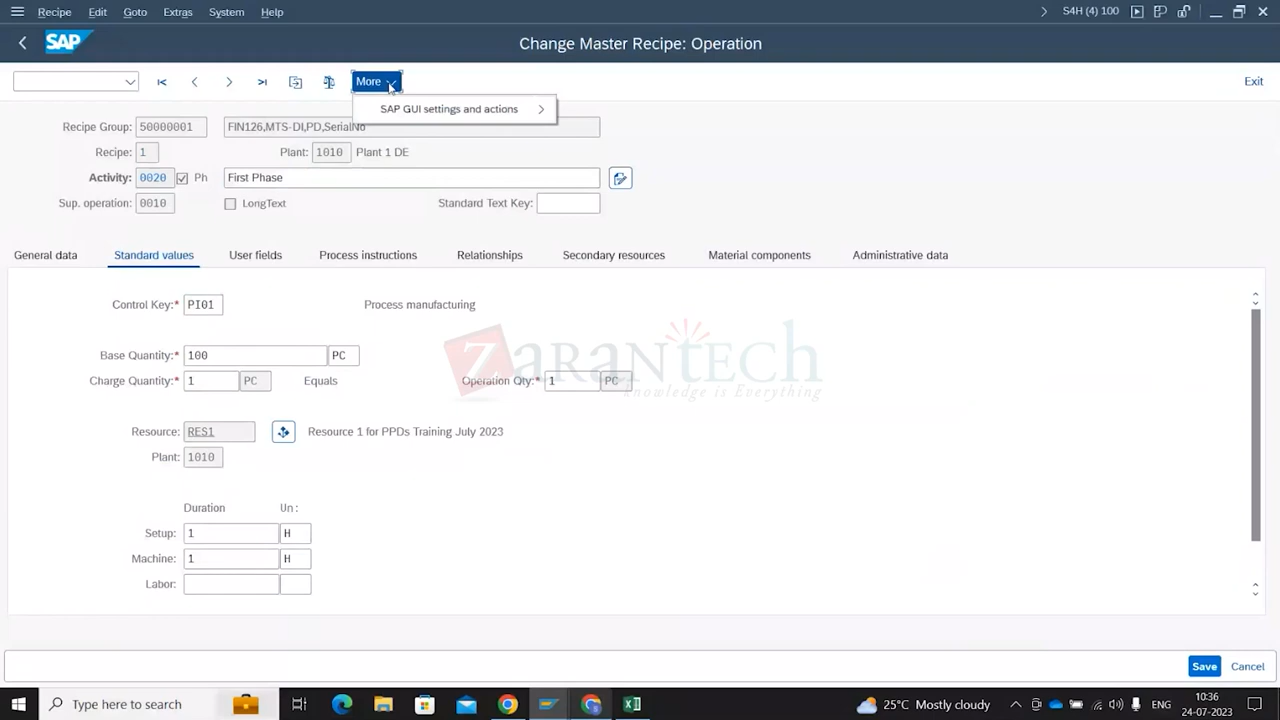 Recipe Edit Goto Extras System Help S4H (4) 100
SAP Change Master Recipe: Operation
More Exit
SAP GUI settings and actions
Recipe Group: 50000001 FIN126,MTS-DI,PD,SerialNo
Recipe: 1 Plant: 1010 Plant 1 DE
Activity: 0020 Ph First Phase
Sup. operation: 0010 LongText Standard Text Key:
General data Standard values User fields Process instructions Relationships Secondary resources Material components Administrative data
Control Key:* PI01 Process manufacturing
ZaranTech
Base Quantity:* 100 PC
Charge Quantity:* 1 PC Equals Operation Qty:* 1 PC
knowledge is Everything
Resource: RES1 Resource 1 for PPDs Training July 2023
Plant: 1010
Duration Un:
Setup: 1 H
Machine: 1 H
Labor:
Save Cancel
Type here to search 25°C Mostly cloudy 10:36
24-07-2023